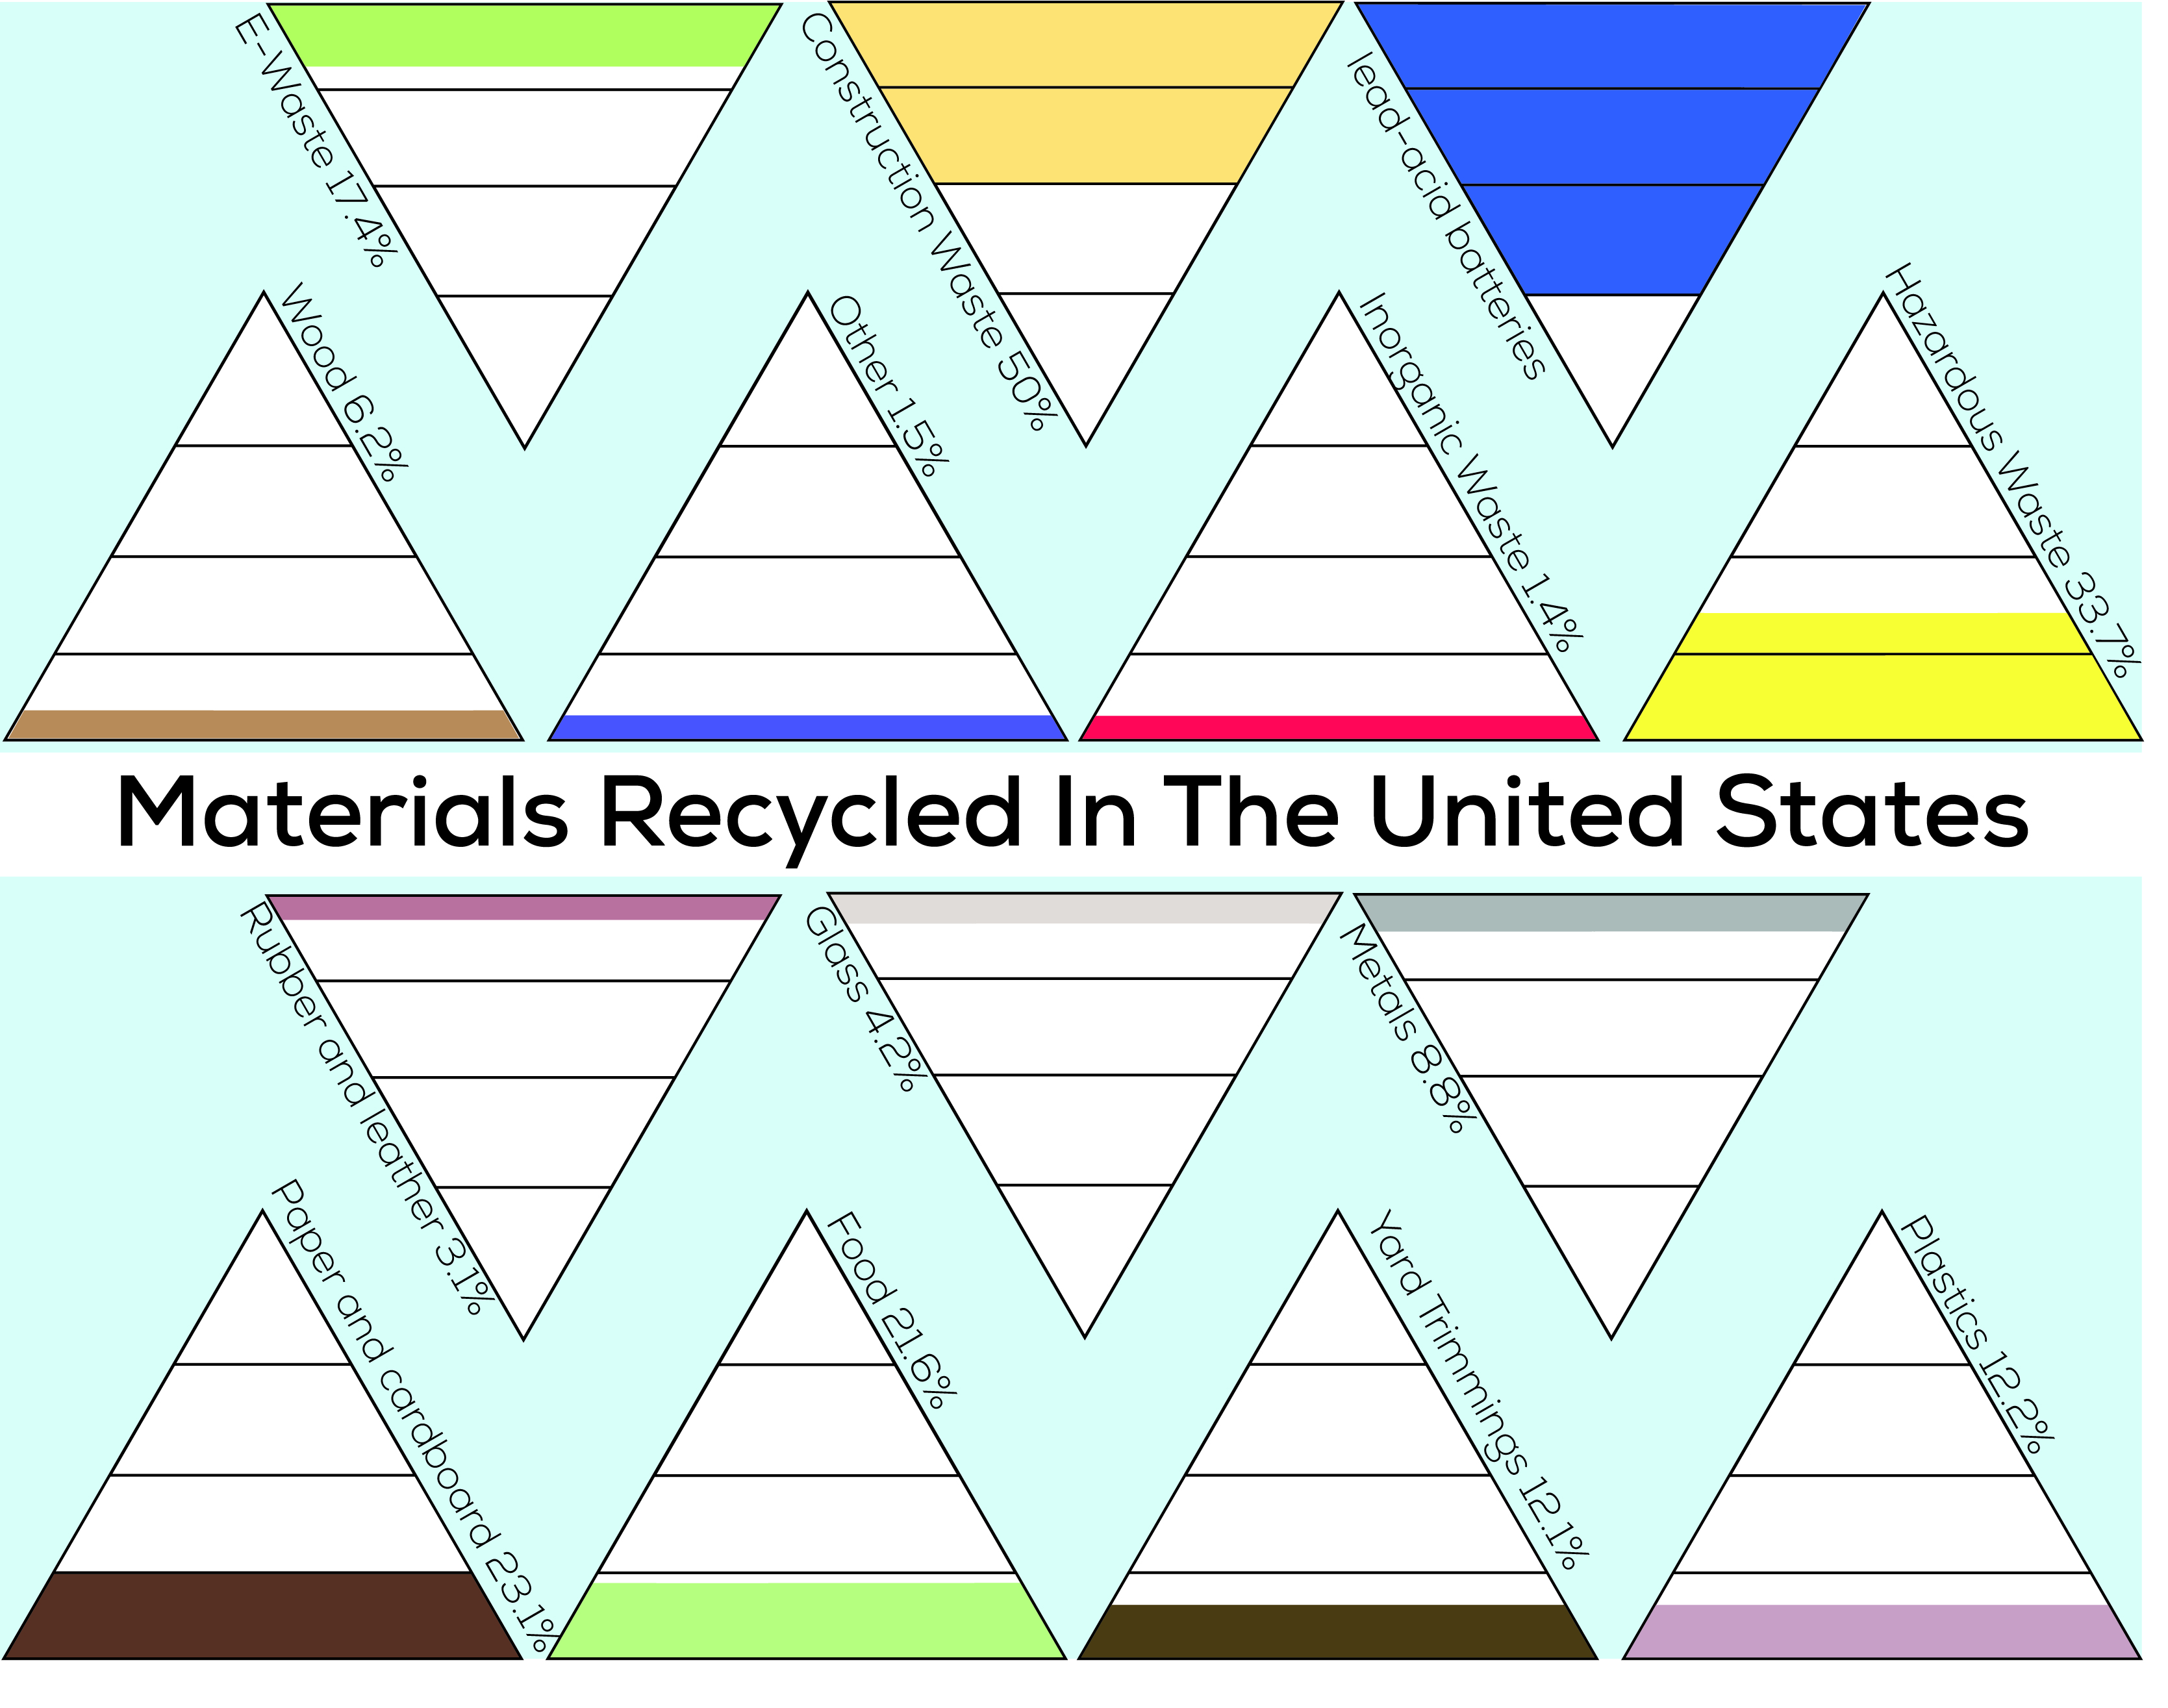 E-Waste 17.4%
Construction Waste 50%
lead-acid batteries
Wood 6.2%
Other 1.5%
Inorganic Waste 1.4%
Hazardous Waste 33.7%
Materials Recycled In The United States
Rubber and leather 3.1%
Glass 4.2%
Metals 8.8%
Paper and cardboard 23.1%
Food 21.6%
Yard Trimmings 12.1%
Plastics 12.2%